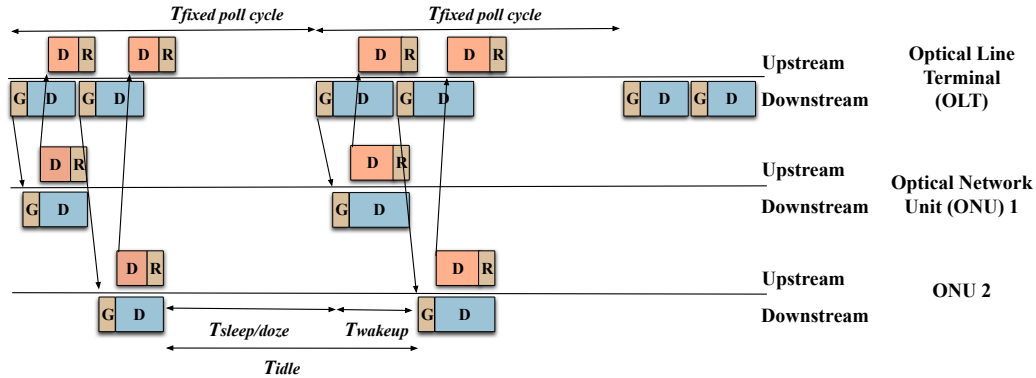 Tfixed poll cycle Tfixed poll cycle
D R D R D R D R Upstream Optical Line
Terminal
(OLT)
G D G D G D G D G D G D Downstream
D R D R Upstream
Optical Network
Unit (ONU) 1
G D G D Downstream
D R D R Upstream
ONU 2
G D G D Downstream
Tsleep/doze Twakeup
Tidle